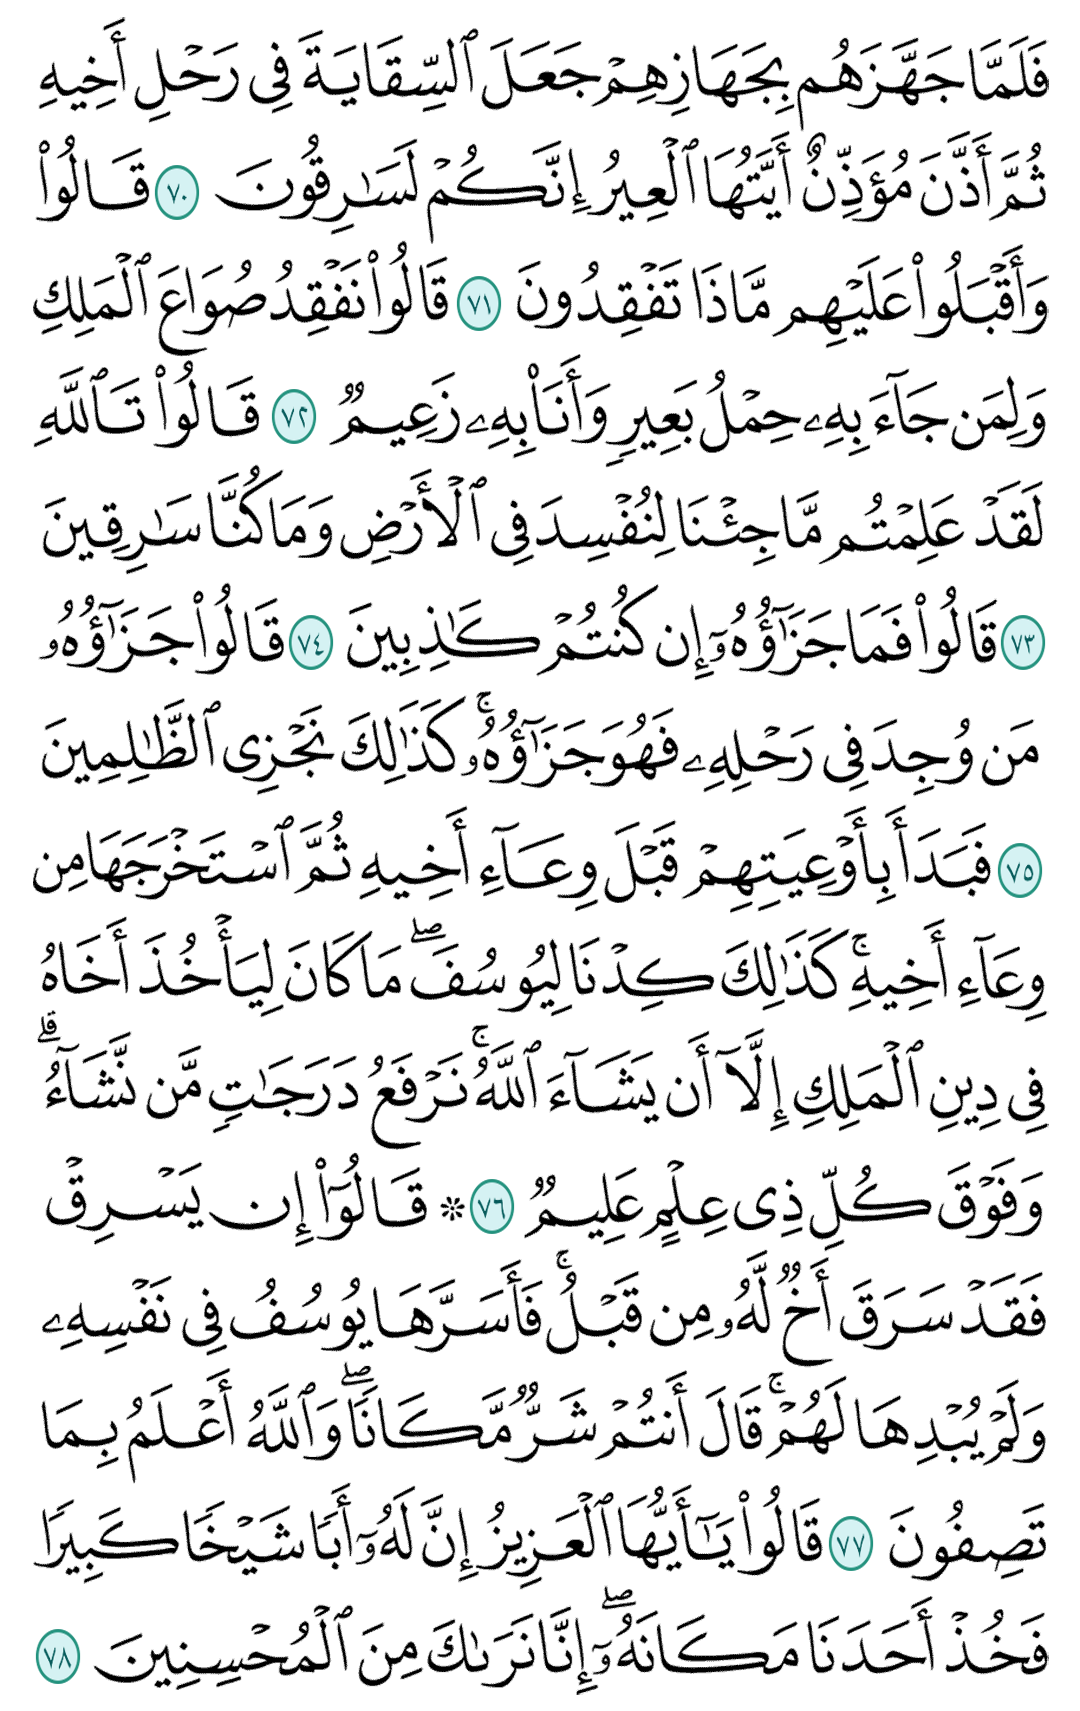 فَلَمَّا جَهَّزَهُم بِجَهَازِهِمْ جَعَلَ ٱلسِّقَايَةَ فِى رَحْلِ أَخِيهِ
ثُمَّ أَذَّنَ مُؤَذِّنٌ أَيَّتُهَا ٱلْعِيرُ إِنَّكُمْ لَسَٰرِقُونَ ٧٠ قَالُوا۟
وَأَقْبَلُوا۟ عَلَيْهِم مَّاذَا تَفْقِدُونَ ٧١ قَالُوا۟ نَفْقِدُ صُوَاعَ ٱلْمَلِكِ
وَلِمَن جَآءَ بِهِۦ حِمْلُ بَعِيرٍ وَأَنَا۠ بِهِۦ زَعِيمٌ ٧٢ قَالُوا۟ تَٱللَّهِ
لَقَدْ عَلِمْتُم مَّا جِئْنَا لِنُفْسِدَ فِى ٱلْأَرْضِ وَمَا كُنَّا سَٰرِقِينَ
٧٣ قَالُوا۟ فَمَا جَزَٰٓؤُهُۥٓ إِن كُنتُمْ كَٰذِبِينَ ٧٤ قَالُوا۟ جَزَٰٓؤُهُۥ
مَن وُجِدَ فِى رَحْلِهِۦ فَهُوَ جَزَٰٓؤُهُۥ ۚ كَذَٰلِكَ نَجْزِى ٱلظَّٰلِمِينَ
٧٥ فَبَدَأَ بِأَوْعِيَتِهِمْ قَبْلَ وِعَآءِ أَخِيهِ ثُمَّ ٱسْتَخْرَجَهَا مِن
وِعَآءِ أَخِيهِ ۚ كَذَٰلِكَ كِدْنَا لِيُوسُفَ ۖ مَا كَانَ لِيَأْخُذَ أَخَاهُ
فِى دِينِ ٱلْمَلِكِ إِلَّآ أَن يَشَآءَ ٱللَّهُ ۚ نَرْفَعُ دَرَجَٰتٍ مَّن نَّشَآءُ ۗ
وَفَوْقَ كُلِّ ذِى عِلْمٍ عَلِيمٌ ٧٦ ۞ قَالُوٓا۟ إِن يَسْرِقْ
فَقَدْ سَرَقَ أَخٌ لَّهُۥ مِن قَبْلُ ۚ فَأَسَرَّهَا يُوسُفُ فِى نَفْسِهِۦ
وَلَمْ يُبْدِهَا لَهُمْ ۚ قَالَ أَنتُمْ شَرٌّ مَّكَانًا ۖ وَٱللَّهُ أَعْلَمُ بِمَا
تَصِفُونَ ٧٧ قَالُوا۟ يَٰٓأَيُّهَا ٱلْعَزِيزُ إِنَّ لَهُۥٓ أَبًا شَيْخًا كَبِيرًا
فَخُذْ أَحَدَنَا مَكَانَهُۥٓ ۖ إِنَّا نَرَىٰكَ مِنَ ٱلْمُحْسِنِينَ ٧٨